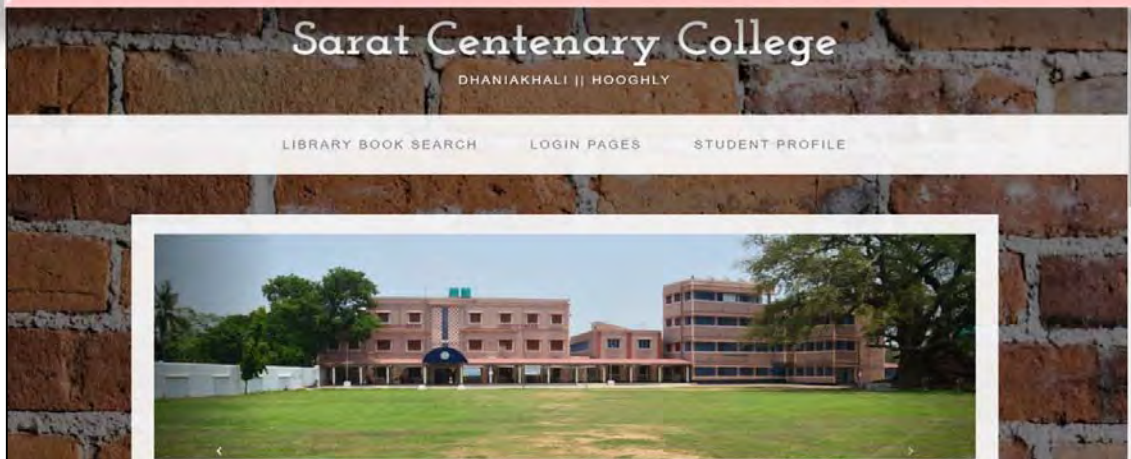 Sarat Centenary College
DHANIAKHALI || HOOGHLY
LIBRARY BOOK SEARCH LOGIN PAGES STUDENT PROFILE